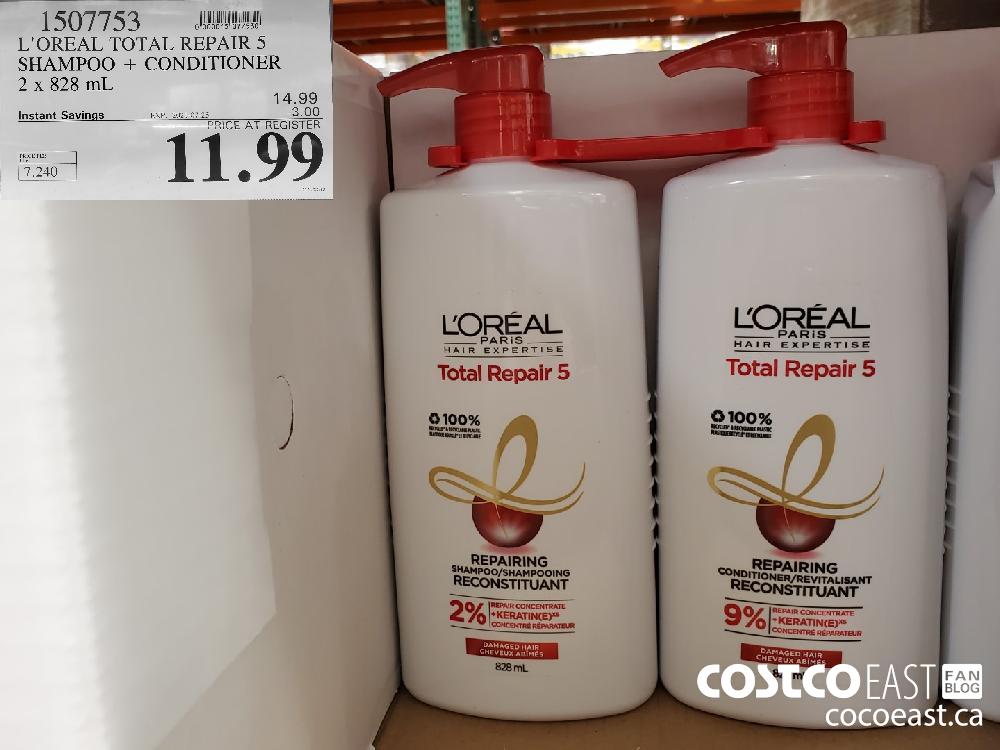 1507753
L'OREAL TOTAL REPAIR 5
SHAMPOO + CONDITIONER
2 x 828 mL
14.99
Instant Savings
3.00
PRICE AT REGISTER
11.99
7.240
L'ORÉAL
PARIS
HAIR EXPERTISE
Total Repair 5
100%
REPAIRING
SHAMPOO/SHAMPOOING
RECONSTITUANT
2% REPAIR CONCENTRATE
+KERATIN(E)XS
CONCENTRÉ RÉPARATEUR
DAMAGED HAIR
CHEVEUX ABÎMÉS
828 mL
L'ORÉAL
PARIS
HAIR EXPERTISE
Total Repair 5
100%
REPAIRING
CONDITIONER/REVITALISANT
RECONSTITUANT
9% REPAIR CONCENTRATE
+KERATIN(E)XS
CONCENTRÉ RÉPARATEUR
DAMAGED HAIR
CHEVEUX ABÎMÉS
COSTCO EAST FAN BLOG
cocoeast.ca